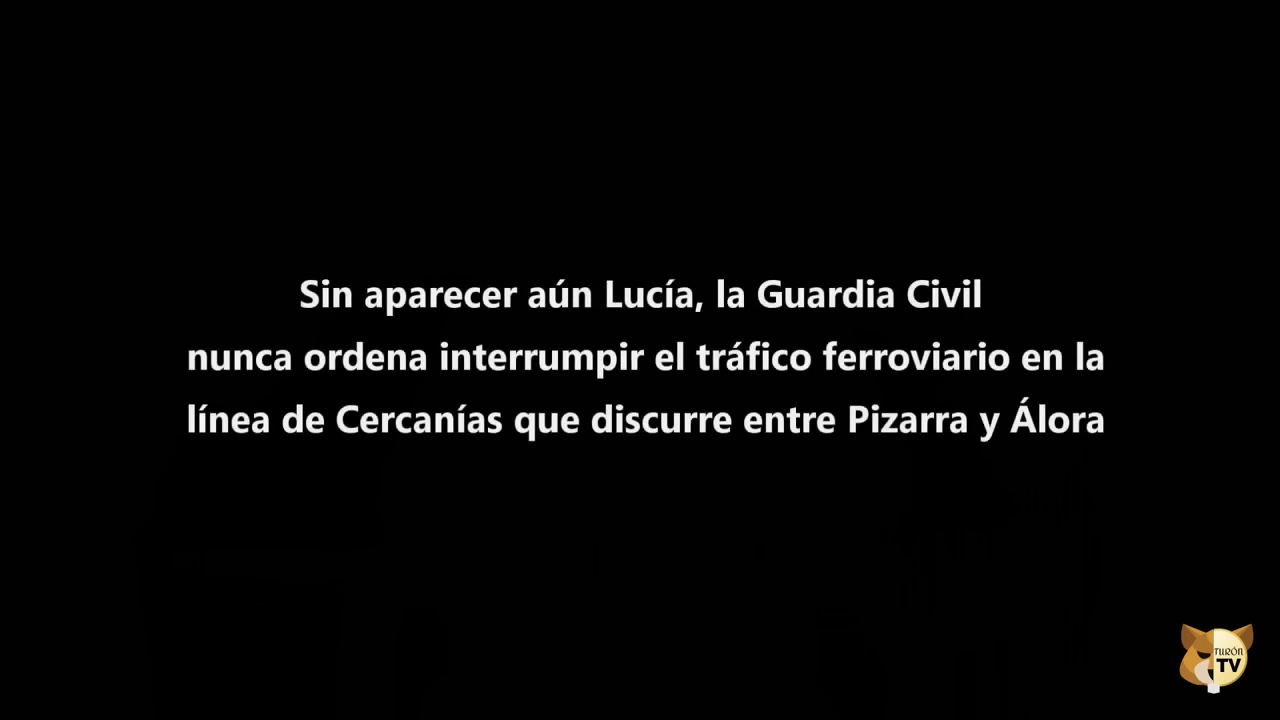 Sin aparecer aún Lucía, la Guardia Civil
nunca ordena interrumpir el tráfico ferroviario en la
línea de Cercanías que discurre entre Pizarra y Álora
TURÓN
TV